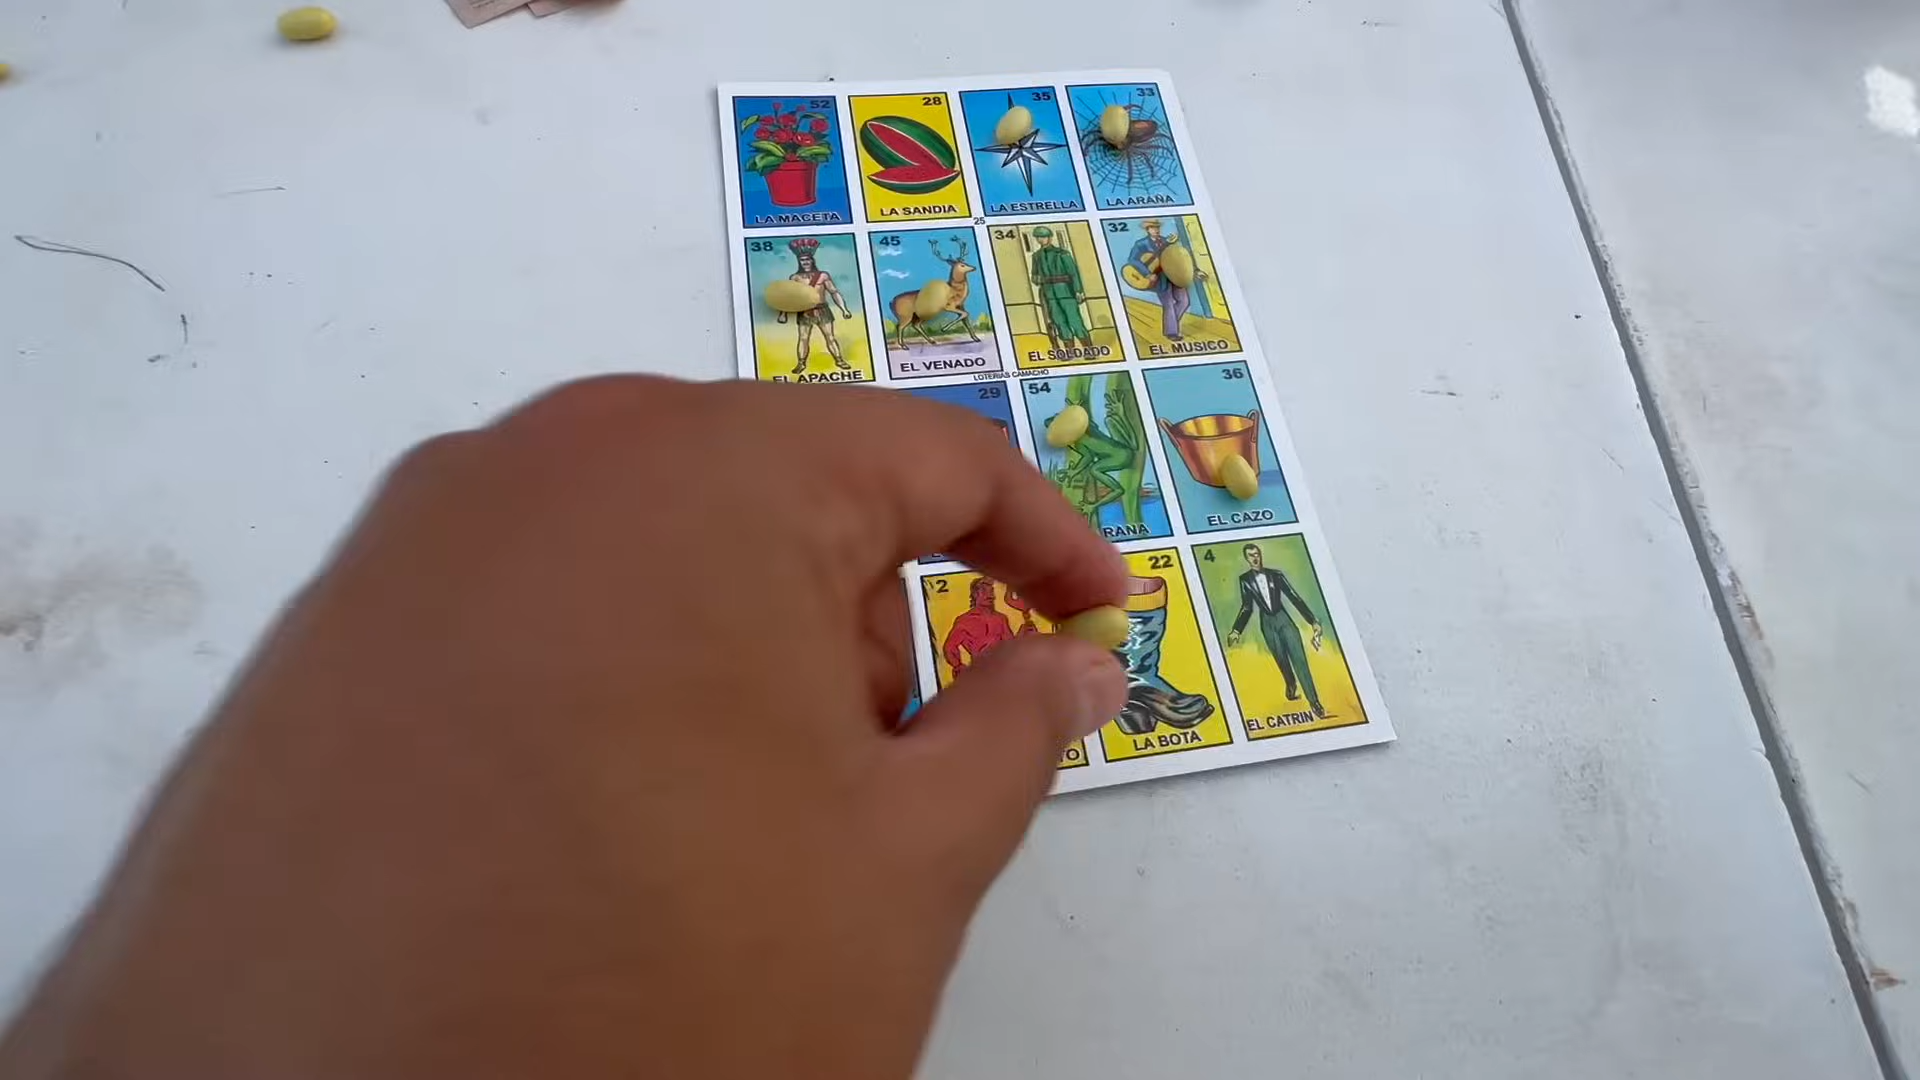 52
LA MACETA
28
LA SANDIA
35
LA ESTRELLA
33
LA ARAÑA
25
38
EL APACHE
45
EL VENADO
34
EL SOLDADO
32
EL MUSICO
LOTERIAS CAMACHO
29
54
RANA
36
EL CAZO
2
22
LA BOTA
4
EL CATRIN